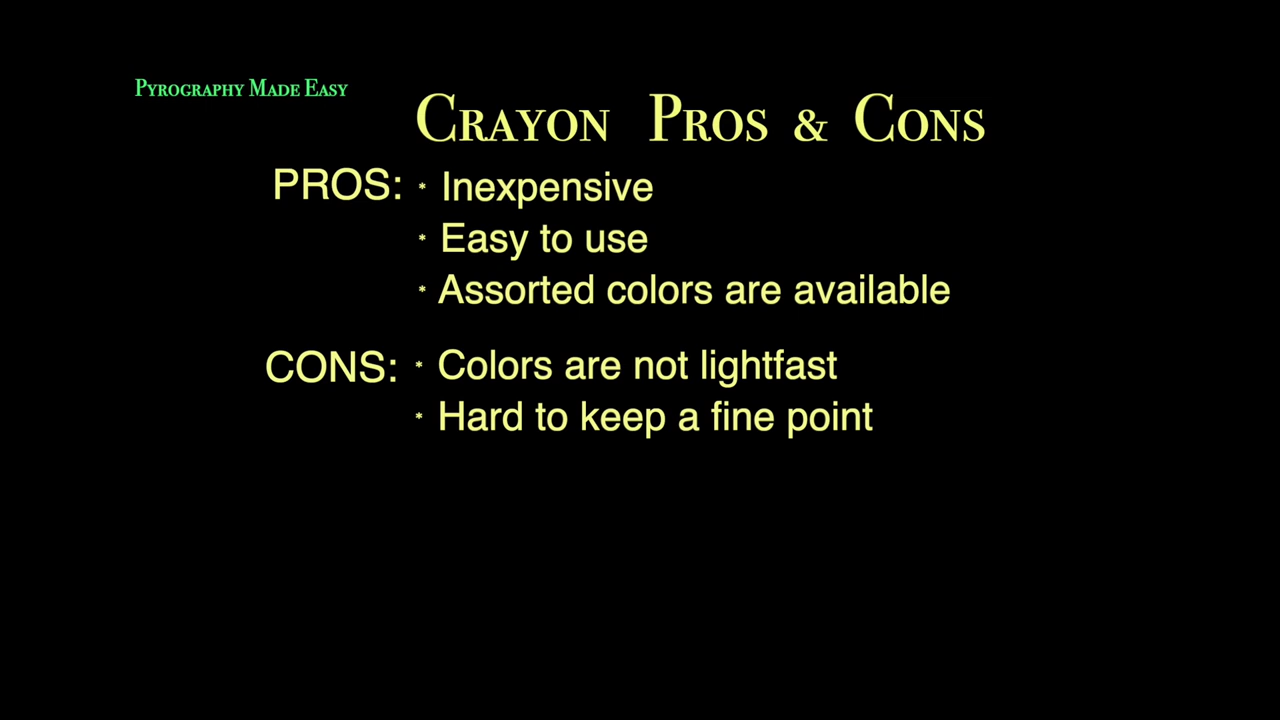 Pyrography Made Easy
Crayon Pros & Cons
PROS: * Inexpensive
* Easy to use
* Assorted colors are available
CONS: * Colors are not lightfast
* Hard to keep a fine point